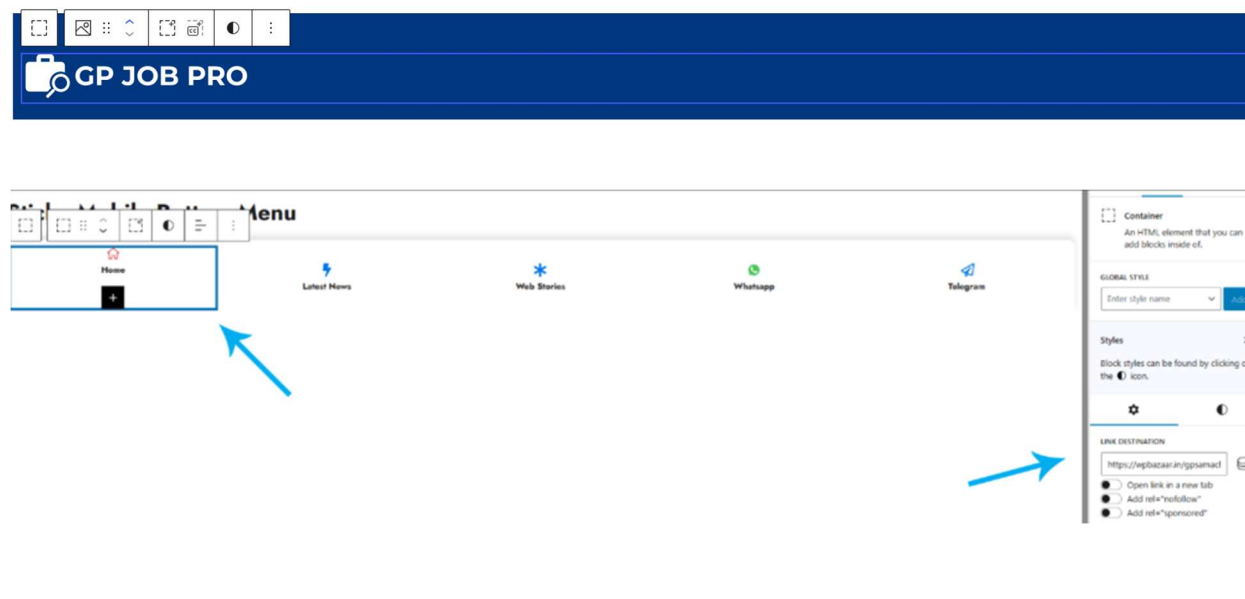 GP JOB PRO
Menu
Home
Latest News
Web Stories
Whatsapp
Telegram
Container
An HTML element that you can
add blocks inside of.
GLOBAL STYLE
Enter style name
Styles
Block styles can be found by clicking
the icon.
LINK DESTINATION
https://wpbazaar.in/gpsamach
Open link in a new tab
Add rel="nofollow"
Add rel="sponsored"